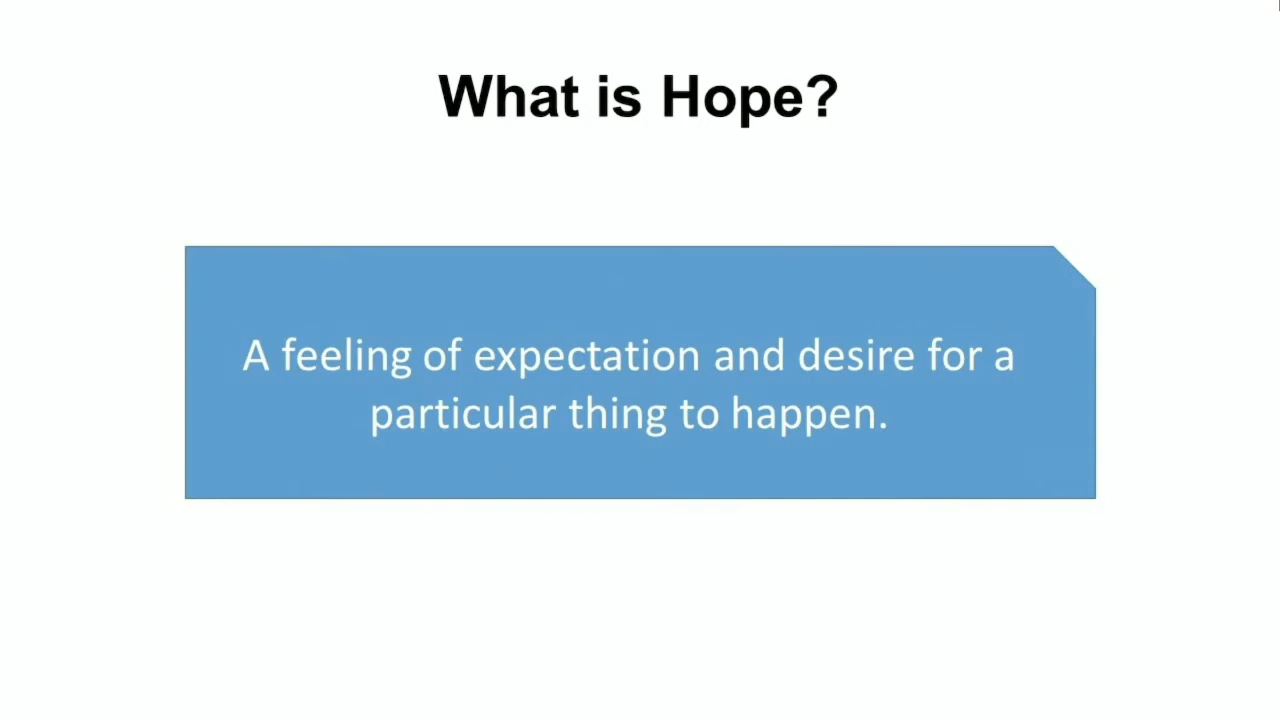 What is Hope?
A feeling of expectation and desire for a
particular thing to happen.